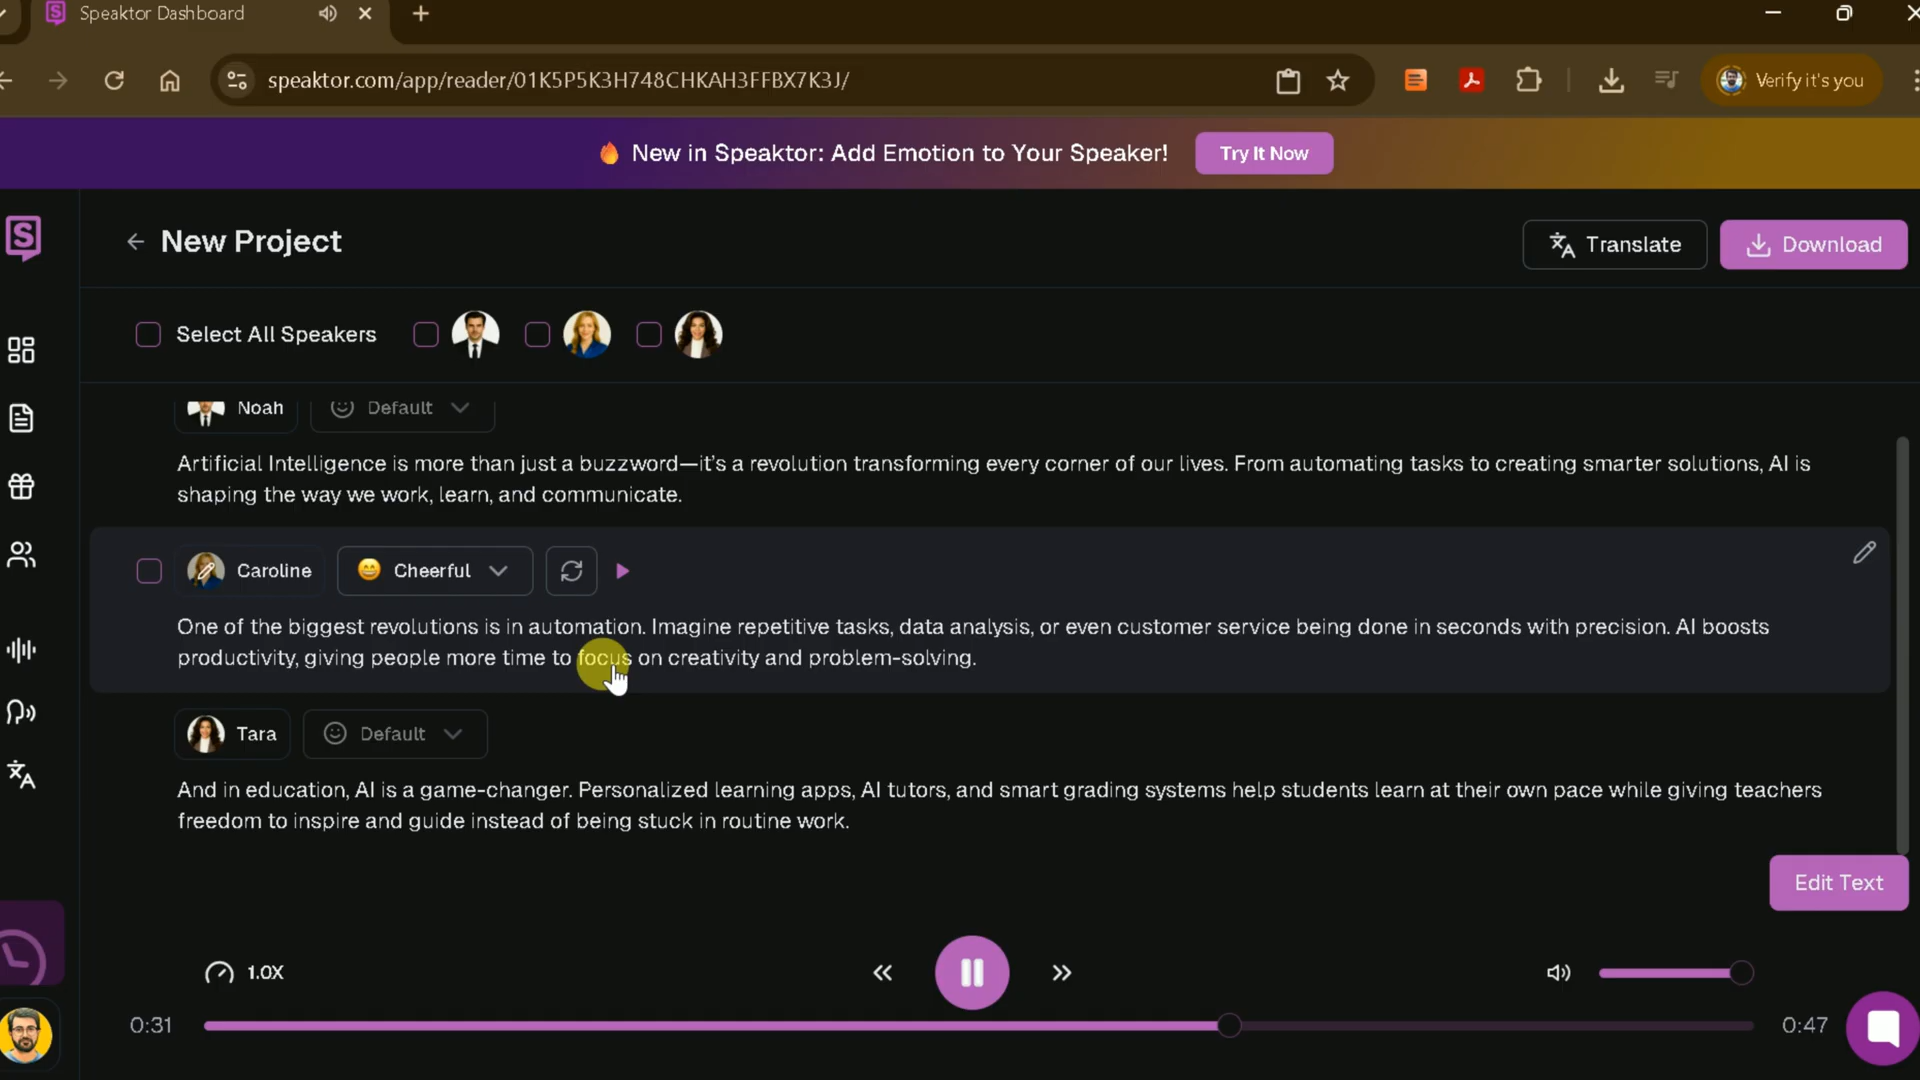 Speaktor Dashboard
speaktor.com/app/reader/01K5P5K3H748CHKAH3FFBX7K3J/
Verify it's you
New in Speaktor: Add Emotion to Your Speaker!
Try It Now
S
New Project
Translate
Download
Select All Speakers
Noah
Default
Artificial Intelligence is more than just a buzzword—it's a revolution transforming every corner of our lives. From automating tasks to creating smarter solutions, AI is
shaping the way we work, learn, and communicate.
Caroline
Cheerful
One of the biggest revolutions is in automation. Imagine repetitive tasks, data analysis, or even customer service being done in seconds with precision. AI boosts
productivity, giving people more time to focus on creativity and problem-solving.
Tara
Default
And in education, AI is a game-changer. Personalized learning apps, AI tutors, and smart grading systems help students learn at their own pace while giving teachers
freedom to inspire and guide instead of being stuck in routine work.
Edit Text
1.0X
0:31
0:47